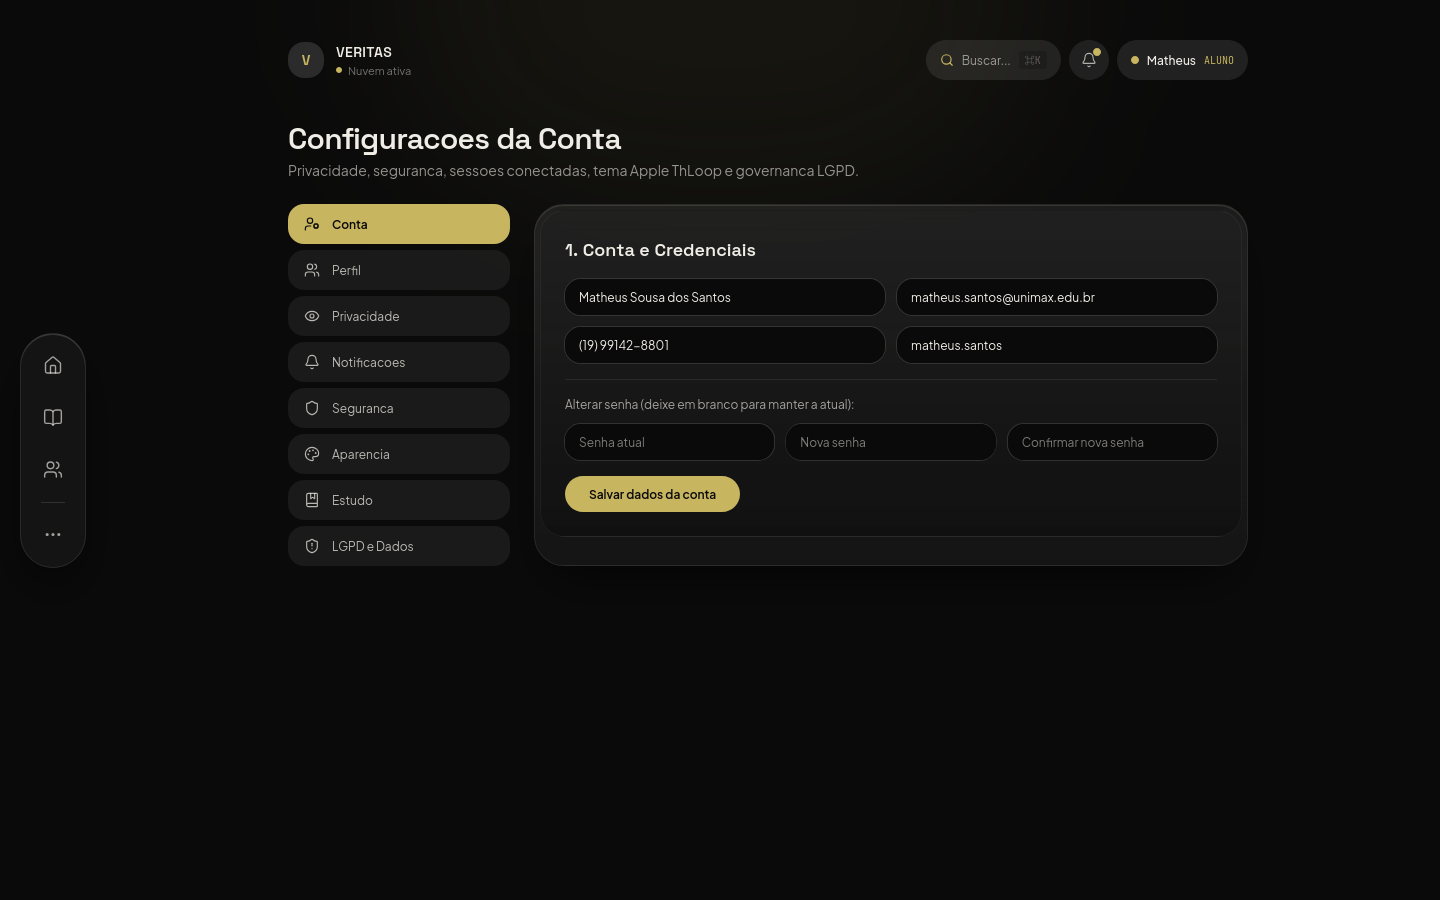 V
VERITAS
Nuvem ativa
Buscar...
⌘K
Matheus
ALUNO
Configuracoes da Conta
Privacidade, seguranca, sessoes conectadas, tema Apple ThLoop e governanca LGPD.
Conta
Perfil
Privacidade
Notificacoes
Seguranca
Aparencia
Estudo
LGPD e Dados
1. Conta e Credenciais
Matheus Sousa dos Santos
matheus.santos@unimax.edu.br
(19) 99142-8801
matheus.santos
Alterar senha (deixe em branco para manter a atual):
Senha atual
Nova senha
Confirmar nova senha
Salvar dados da conta